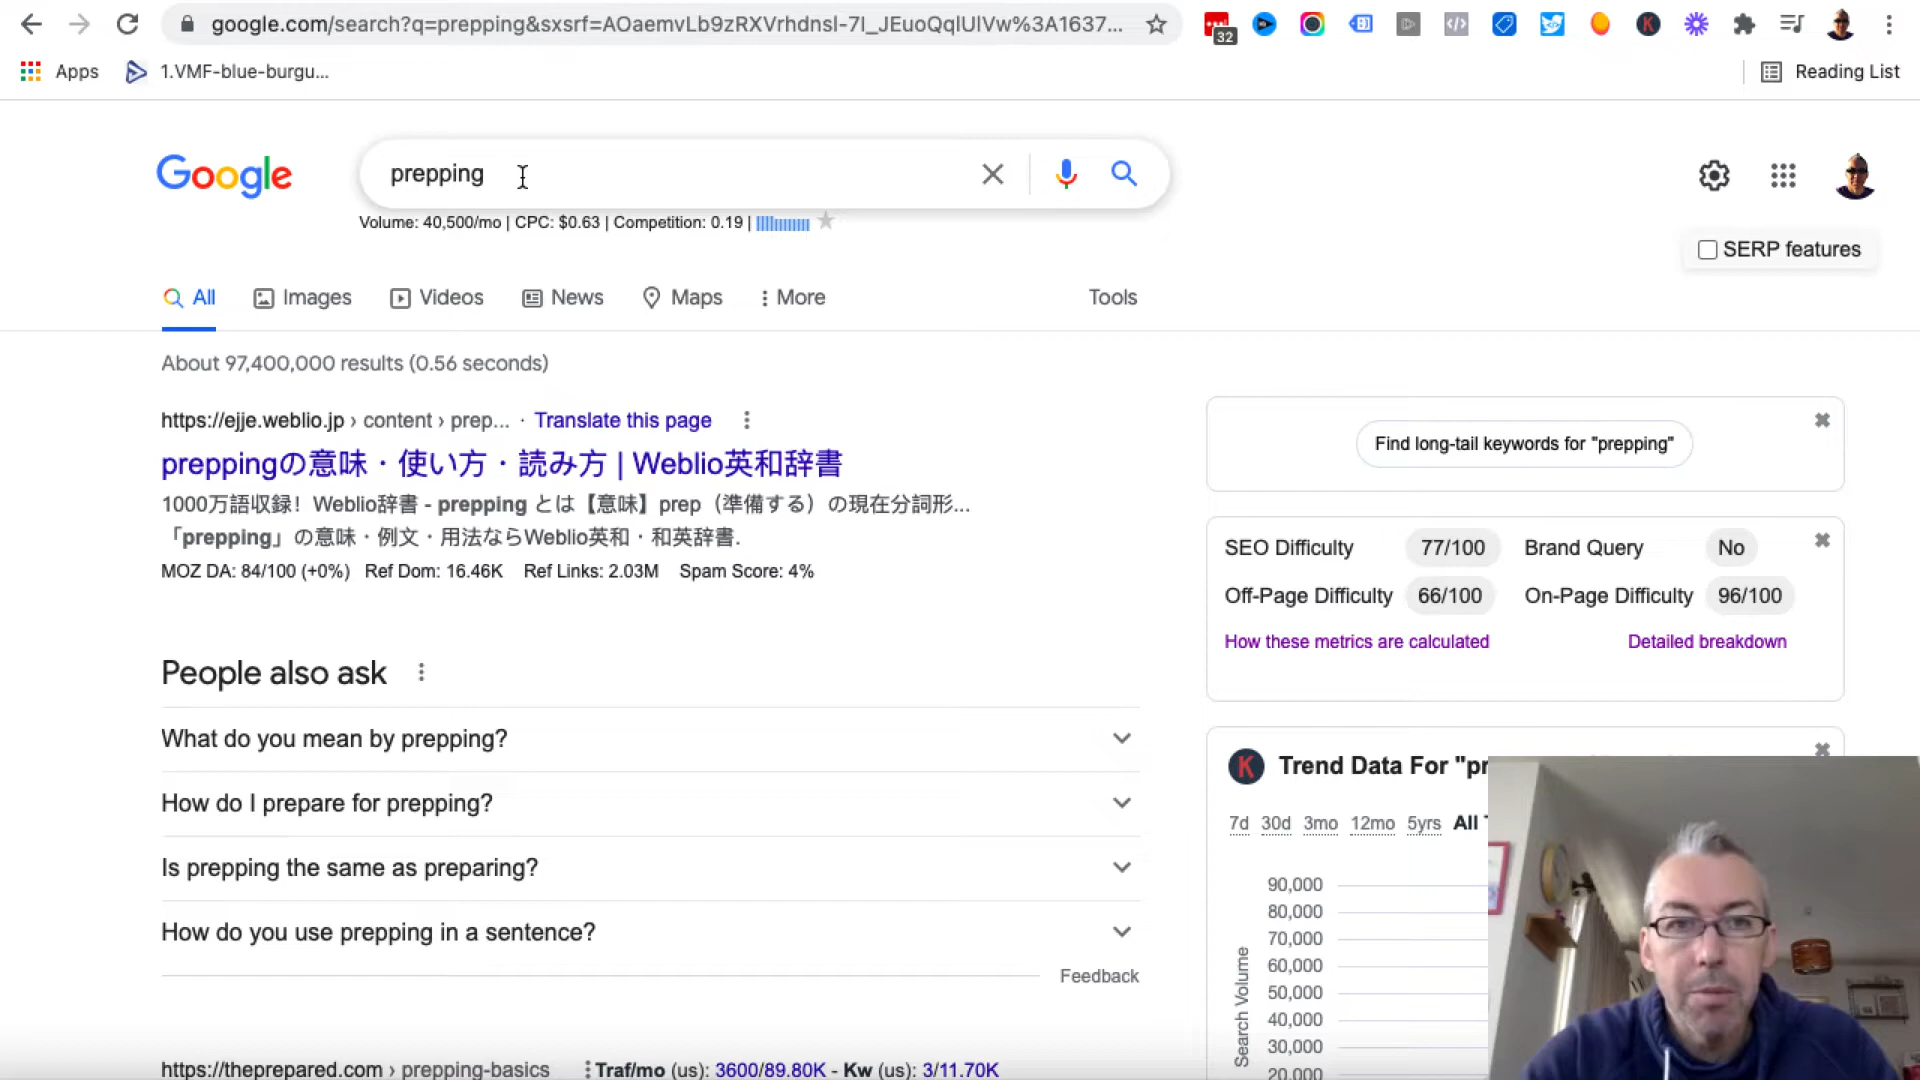 google.com/search?q=prepping&sxsrf=AOaemvLb9zRXVrhdnsl-7l_JEuoQqlUlVw%3A1637...
32
Apps
1.VMF-blue-burgu...
Reading List
Google
prepping
Volume: 40,500/mo | CPC: $0.63 | Competition: 0.19 |
SERP features
All
Images
Videos
News
Maps
More
Tools
About 97,400,000 results (0.56 seconds)
https://ejje.weblio.jp › content › prep... · Translate this page
preppingの意味・使い方・読み方 | Weblio英和辞書
1000万語収録！Weblio辞書 - prepping とは【意味】prep（準備する）の現在分詞形...
「prepping」の意味・例文・用法ならWeblio英和・和英辞書.
MOZ DA: 84/100 (+0%) Ref Dom: 16.46K Ref Links: 2.03M Spam Score: 4%
People also ask
What do you mean by prepping?
How do I prepare for prepping?
Is prepping the same as preparing?
How do you use prepping in a sentence?
Feedback
https://theprepared.com › prepping-basics
Traf/mo (us): 3600/89.80K - Kw (us): 3/11.70K
Find long-tail keywords for "prepping"
SEO Difficulty 77/100 Brand Query No
Off-Page Difficulty 66/100 On-Page Difficulty 96/100
How these metrics are calculated
Detailed breakdown
K
Trend Data For "pr
7d 30d 3mo 12mo 5yrs All
90,000
80,000
70,000
60,000
50,000
40,000
30,000
20,000
Search Volume